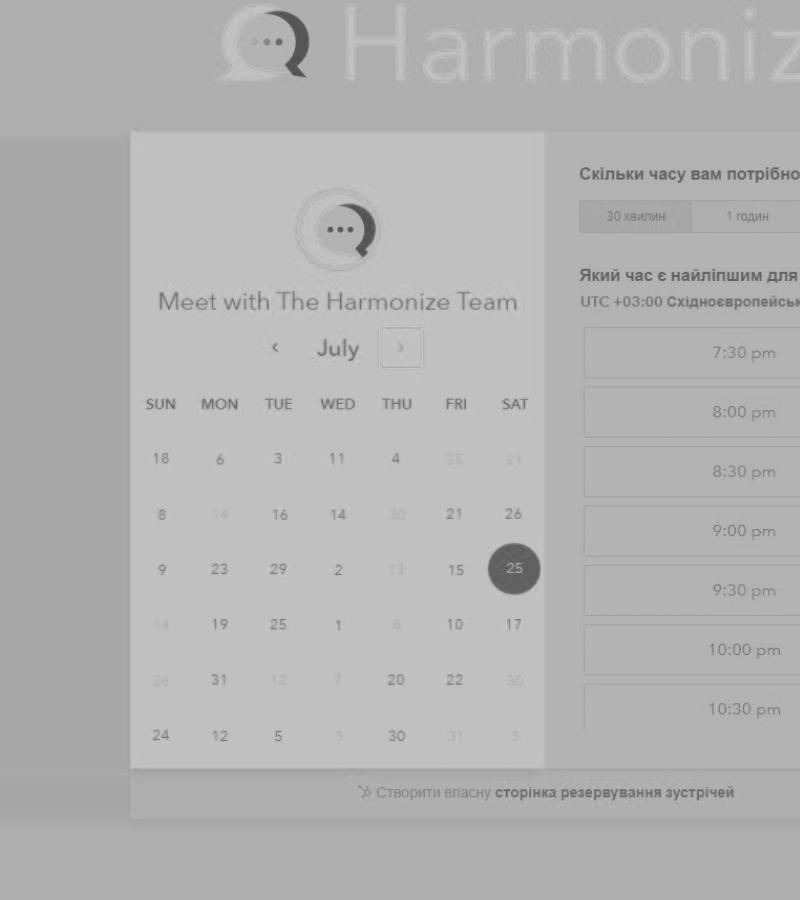 Harmoniz
Meet with The Harmonize Team
‹ July ›
SUN MON TUE WED THU FRI SAT
18 6 3 11 4 28 21
8 14 16 14 30 21 26
9 23 29 2 13 15 25
14 19 25 1 8 10 17
26 31 12 7 20 22 30
24 12 5 3 30 31 3
Скільки часу вам потрібно
30 хвилин 1 годин
Який час є найліпшим для
UTC +03:00 Східноєвропейськ
7:30 pm
8:00 pm
8:30 pm
9:00 pm
9:30 pm
10:00 pm
10:30 pm
Створити власну сторінка резервування зустрічей